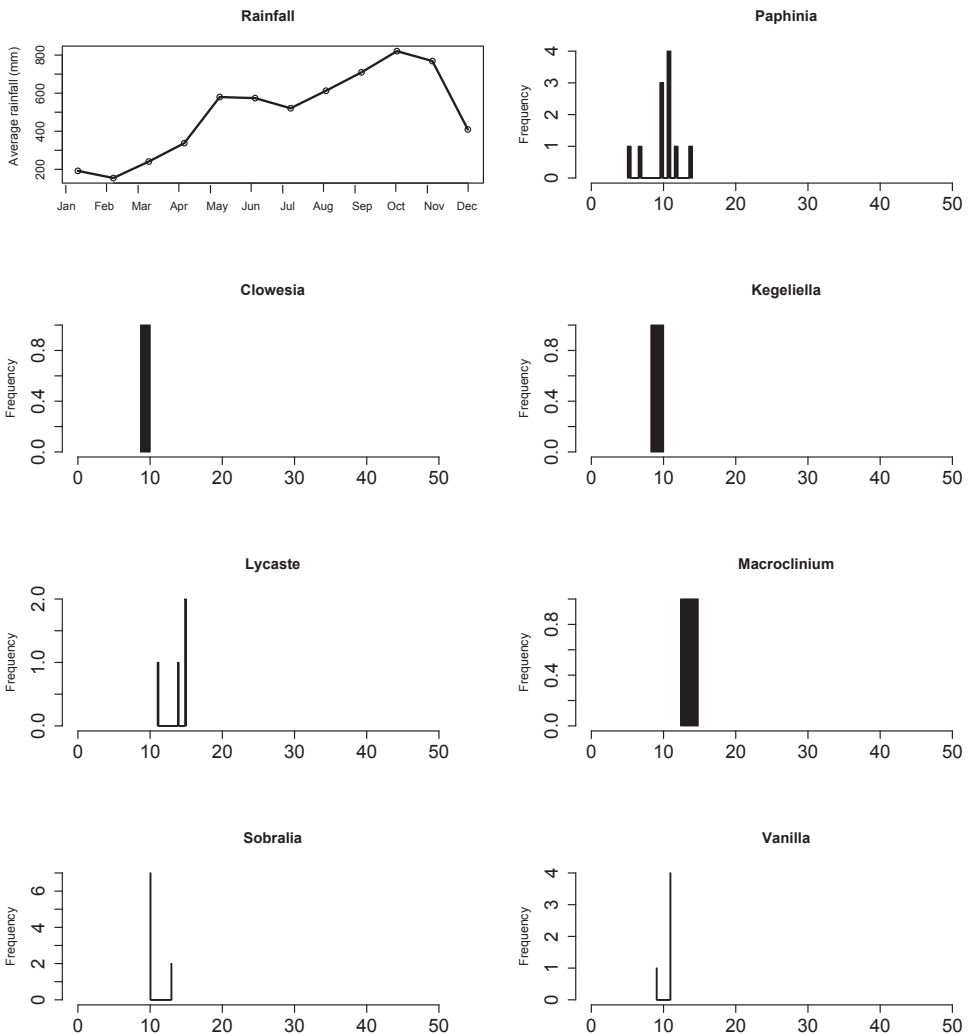 Rainfall
Average rainfall (mm)
200 400 600 800
Jan Feb Mar Apr May Jun Jul Aug Sep Oct Nov Dec
Paphinia
Frequency
0 1 2 3 4
0 10 20 30 40 50
Clowesia
Frequency
0.0 0.4 0.8
0 10 20 30 40 50
Kegeliella
Frequency
0.0 0.4 0.8
0 10 20 30 40 50
Lycaste
Frequency
0.0 1.0 2.0
0 10 20 30 40 50
Macroclinium
Frequency
0.0 0.4 0.8
0 10 20 30 40 50
Sobralia
Frequency
0 2 4 6
0 10 20 30 40 50
Vanilla
Frequency
0 1 2 3 4
0 10 20 30 40 50